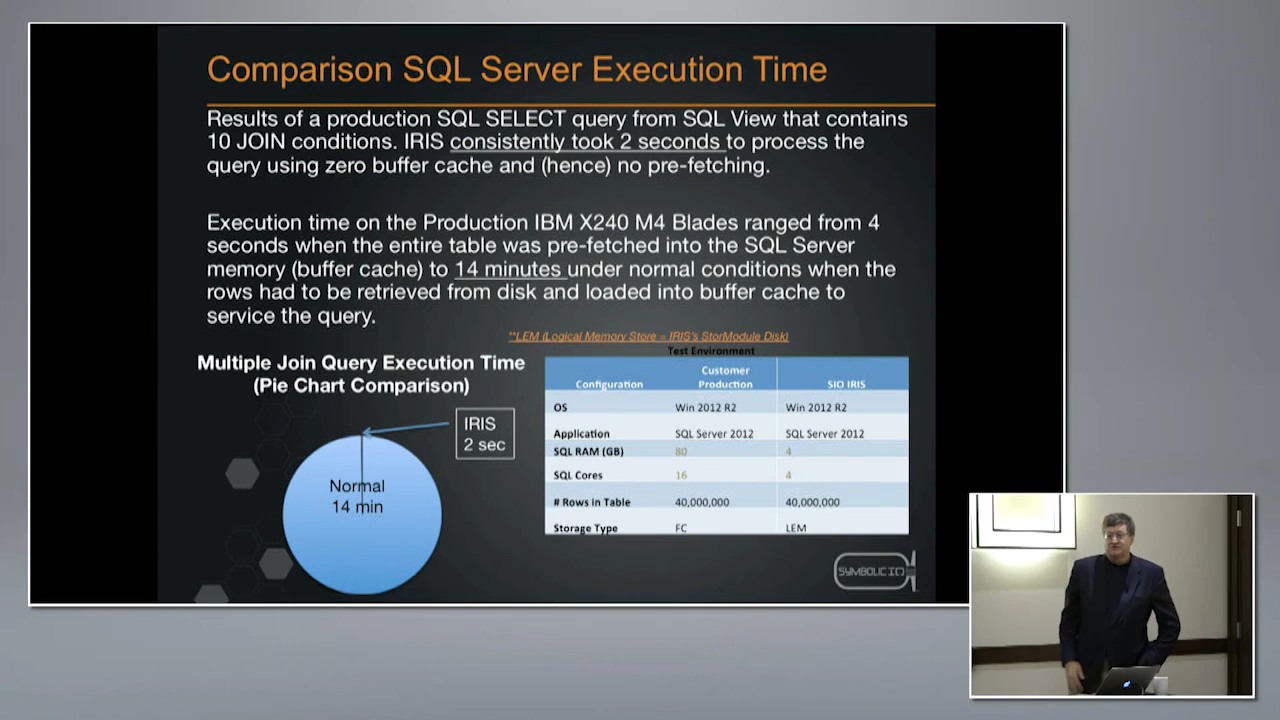 Comparison SQL Server Execution Time
Results of a production SQL SELECT query from SQL View that contains
10 JOIN conditions. IRIS consistently took 2 seconds to process the
query using zero buffer cache and (hence) no pre-fetching.
Execution time on the Production IBM X240 M4 Blades ranged from 4
seconds when the entire table was pre-fetched into the SQL Server
memory (buffer cache) to 14 minutes under normal conditions when the
rows had to be retrieved from disk and loaded into buffer cache to
service the query.
**LEM (Logical Memory Store = IRIS's StorModule Disk)
Multiple Join Query Execution Time
(Pie Chart Comparison)
IRIS
2 sec
Normal
14 min
Test Environment
Configuration Customer Production SIO IRIS
OS Win 2012 R2 Win 2012 R2
Application SQL Server 2012 SQL Server 2012
SQL RAM (GB) 80 4
SQL Cores 16 4
# Rows in Table 40,000,000 40,000,000
Storage Type FC LEM
SYMBOLIC IO